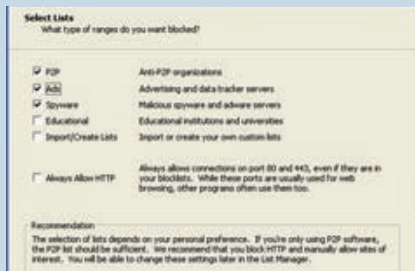 Select Lists
What type of ranges do you want blocked?
P2P Anti-P2P organizations
Ads Advertising and data tracker servers
Spyware Malicious spyware and adware servers
Educational Educational institutions and universities
Import/Create Lists Import or create your own custom lists
Always Allow HTTP Always allows connections on port 80 and 443, even if they are in
your blocklists. While these ports are usually used for web
browsing, other programs often use them too.
Recommendation
The selection of lists depends on your personal preference. If you're only using P2P software,
the P2P list should be sufficient. We recommend that you block HTTP and manually allow sites of
interest. You will be able to change these settings later in the List Manager.